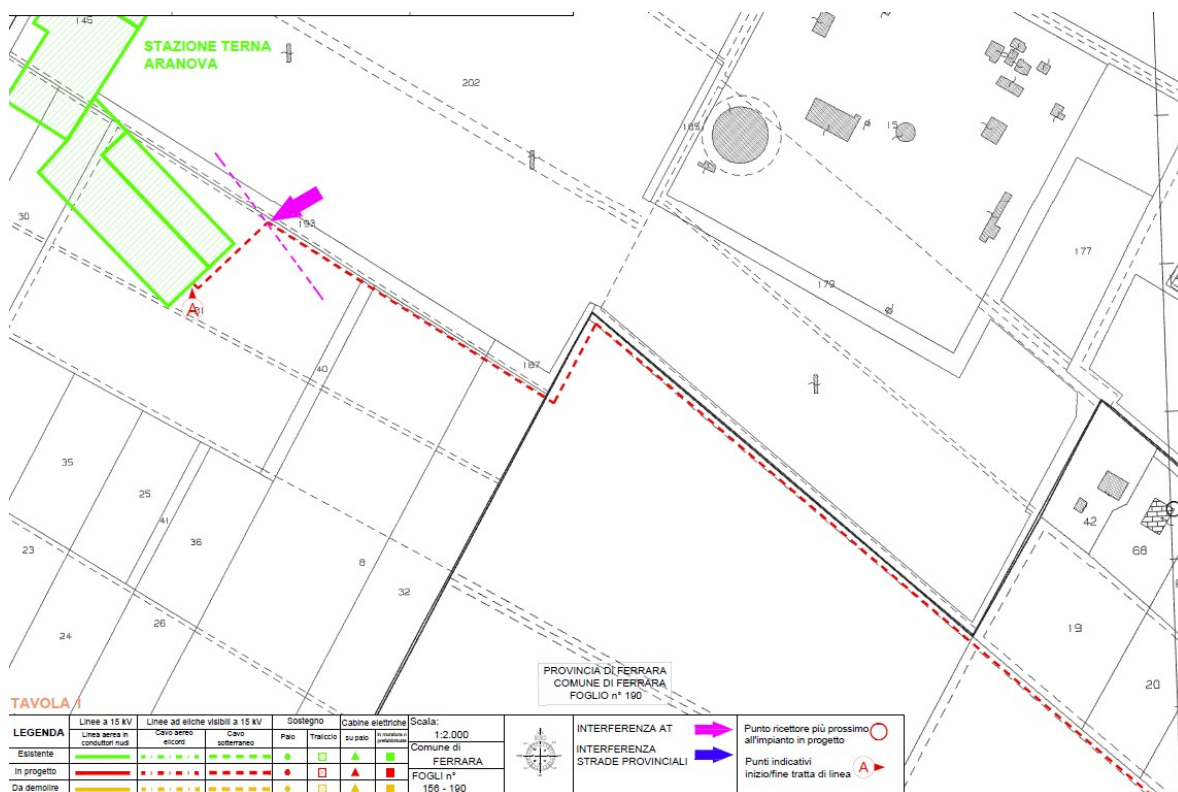 145
STAZIONE TERNA
ARANOVA
202
15
30
193
177
179
A
31
187
40
35
25
41
36
23
8
32
42
68
24
26
19
20
PROVINCIA DI FERRARA
COMUNE DI FERRARA
FOGLIO n° 190
TAVOLA 1
LEGENDA
Linee a 15 kV
Linee ad eliche visibili a 15 kV
Sostegno
Cabine elettriche
Linea aerea in
conduttori nudi
Cavo aereo
elicord
Cavo
sotterraneo
Palo
Traliccio
su palo
In muratura o
prefabbricate
Esistente
In progetto
Da demolire
Scala:
1:2.000
Comune di
FERRARA
FOGLI n°
156 - 190
INTERFERENZA AT
INTERFERENZA
STRADE PROVINCIALI
Punto ricettore più prossimo
all'impianto in progetto
Punti indicativi
inizio/fine tratta di linea
A